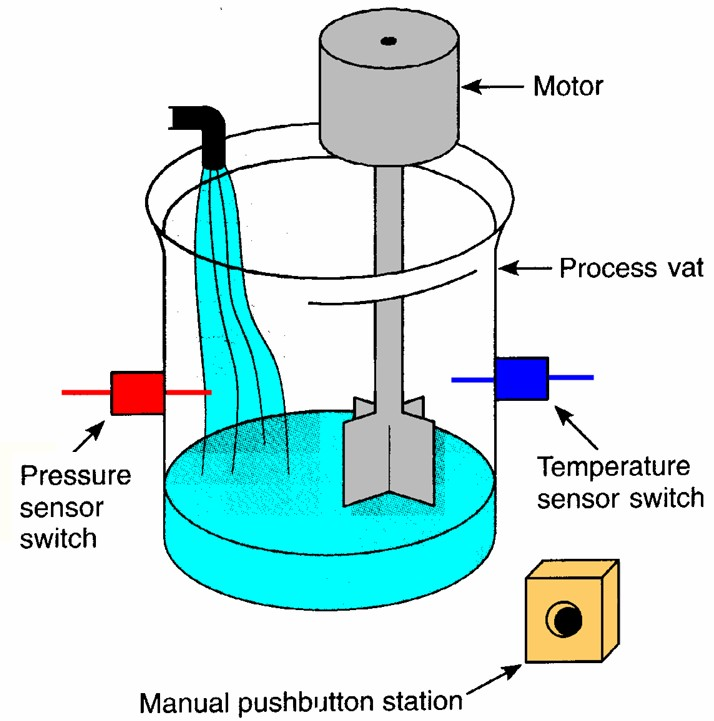 Motor
Process vat
Pressure
sensor
switch
Temperature
sensor switch
Manual pushbutton station